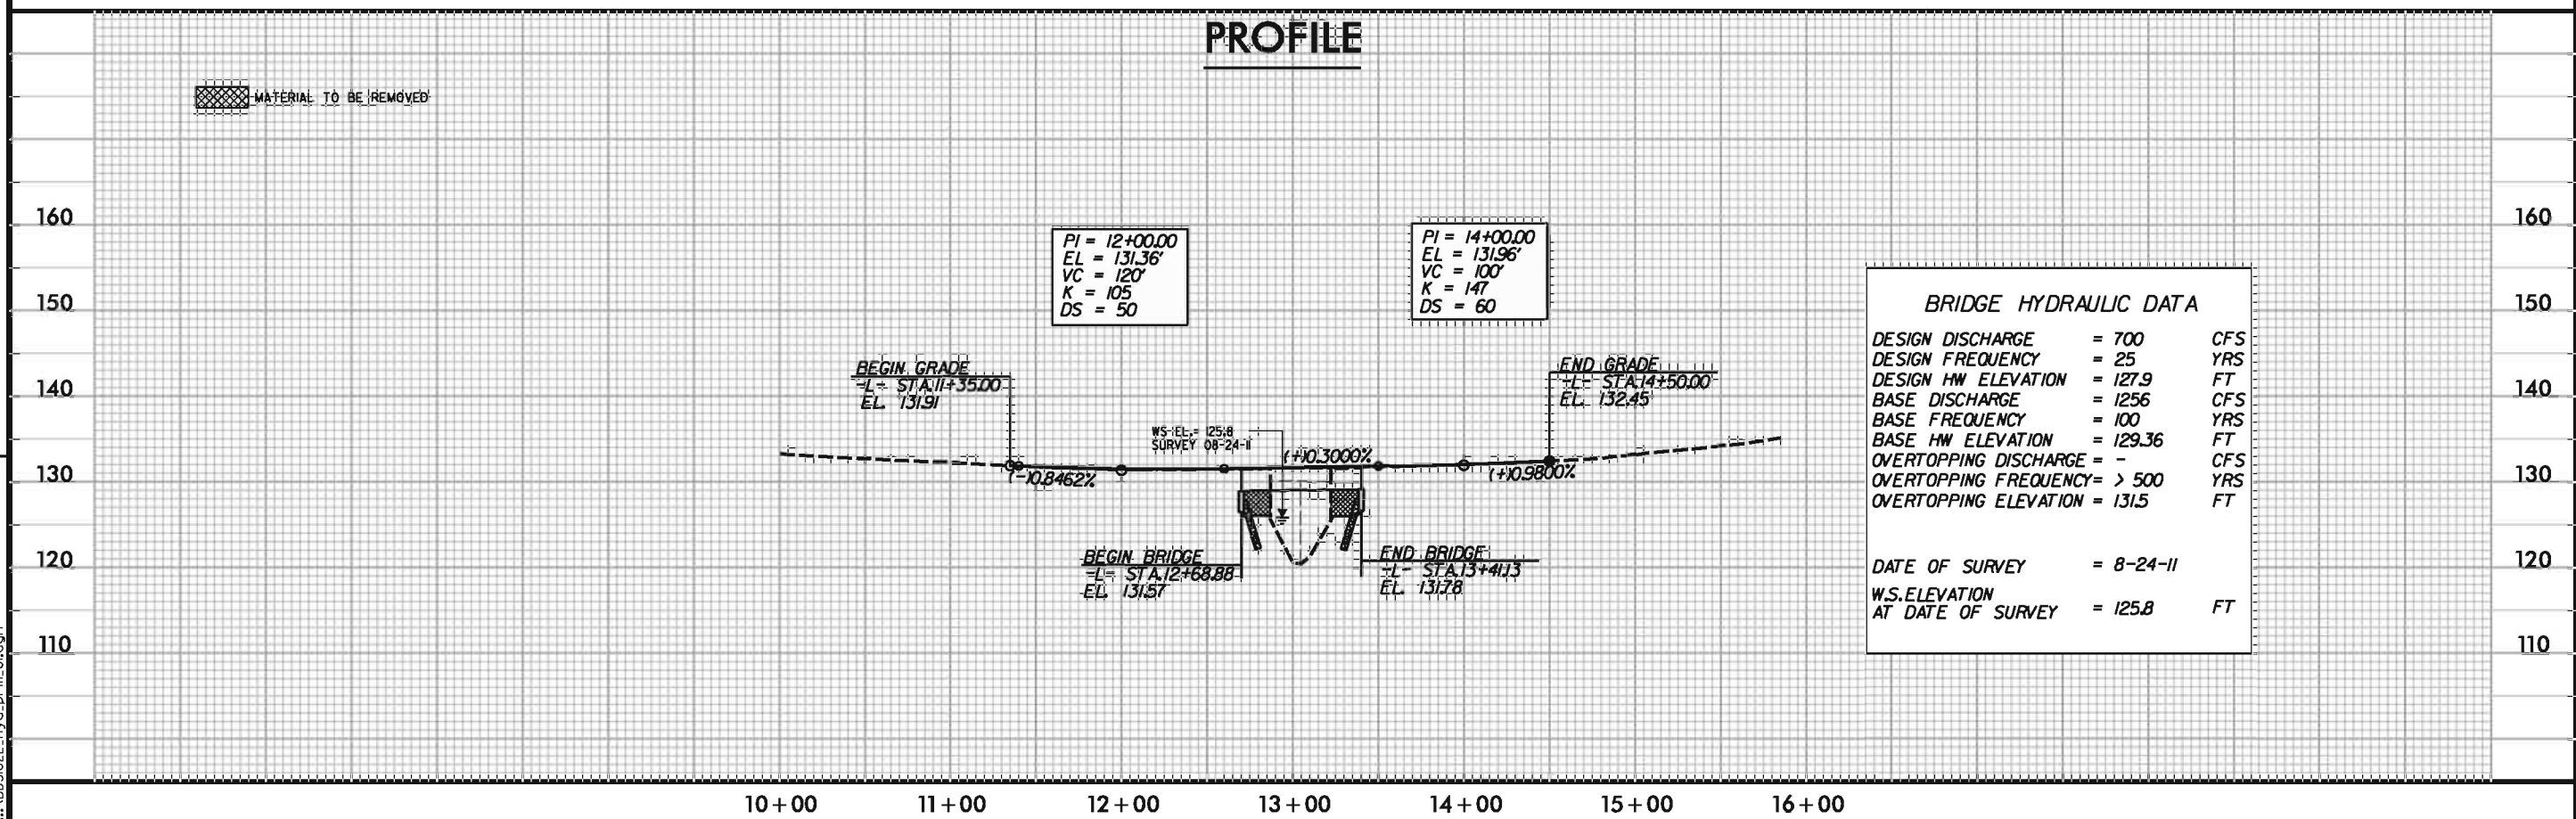 PROFILE
MATERIAL TO BE REMOVED
160
150
140
130
120
110
160
150
140
130
120
110
PI = 12+00.00
EL = 131.36'
VC = 120'
K = 105
DS = 50
PI = 14+00.00
EL = 131.96'
VC = 100'
K = 147
DS = 60
BEGIN GRADE
-L- STA.11+35.00
EL. 131.91
END GRADE
-L- STA.14+50.00
EL. 132.45
WS EL.= 125.8
SURVEY 08-24-11
(-)0.8462%
(+)0.3000%
(+)0.9800%
BEGIN BRIDGE
-L- STA.12+68.88
EL. 131.57
END BRIDGE
-L- STA.13+41.13
EL. 131.78
BRIDGE HYDRAULIC DATA
DESIGN DISCHARGE = 700 CFS
DESIGN FREQUENCY = 25 YRS
DESIGN HW ELEVATION = 127.9 FT
BASE DISCHARGE = 1256 CFS
BASE FREQUENCY = 100 YRS
BASE HW ELEVATION = 129.36 FT
OVERTOPPING DISCHARGE = - CFS
OVERTOPPING FREQUENCY= > 500 YRS
OVERTOPPING ELEVATION = 131.5 FT
DATE OF SURVEY = 8-24-11
W.S.ELEVATION
AT DATE OF SURVEY = 125.8 FT
10+00 11+00 12+00 13+00 14+00 15+00 16+00